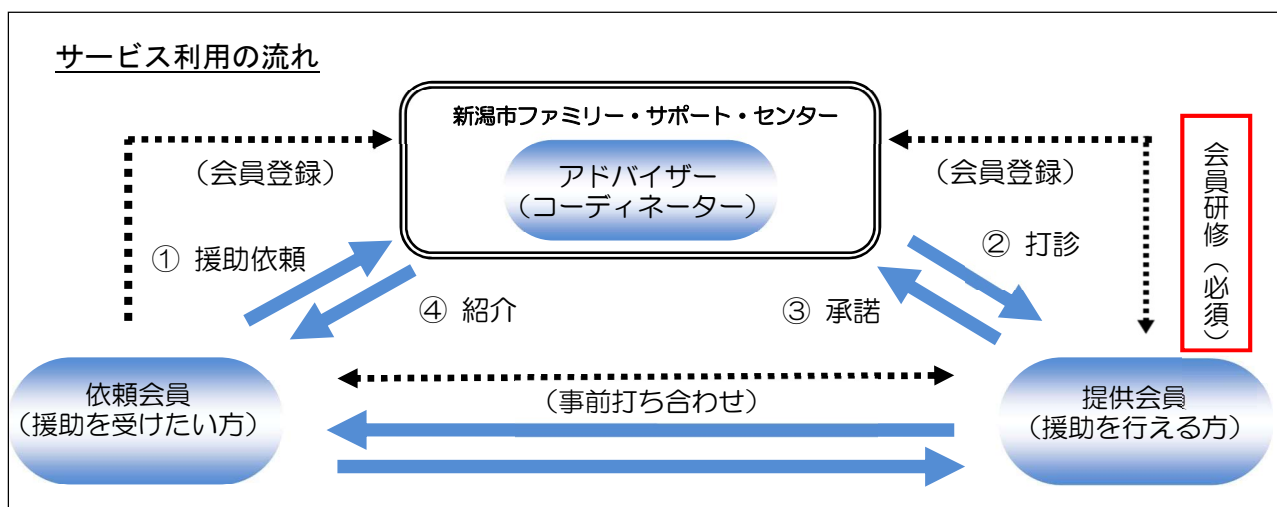 サービス利用の流れ
新潟市ファミリー・サポート・センター
アドバイザー
(コーディネーター)
(会員登録)
(会員登録)
会員研修(必須)
① 援助依頼
② 打診
④ 紹介
③ 承諾
依頼会員
(援助を受けたい方)
(事前打ち合わせ)
提供会員
(援助を行える方)